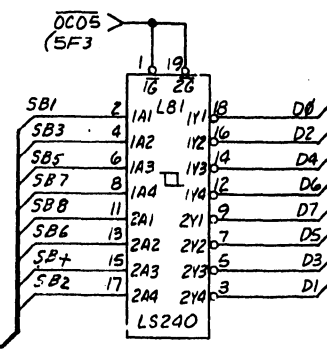 0C05
(5F3
1 19
1G 2G
L81
SB1 2 1A1 1Y1 18 D0
SB3 4 1A2 1Y2 16 D2
SB5 6 1A3 1Y3 14 D4
SB7 8 1A4 1Y4 12 D6
SB8 11 2A1 2Y1 9 D7
SB6 13 2A2 2Y2 7 D5
SB4 15 2A3 2Y3 5 D3
SB2 17 2A4 2Y4 3 D1
LS240